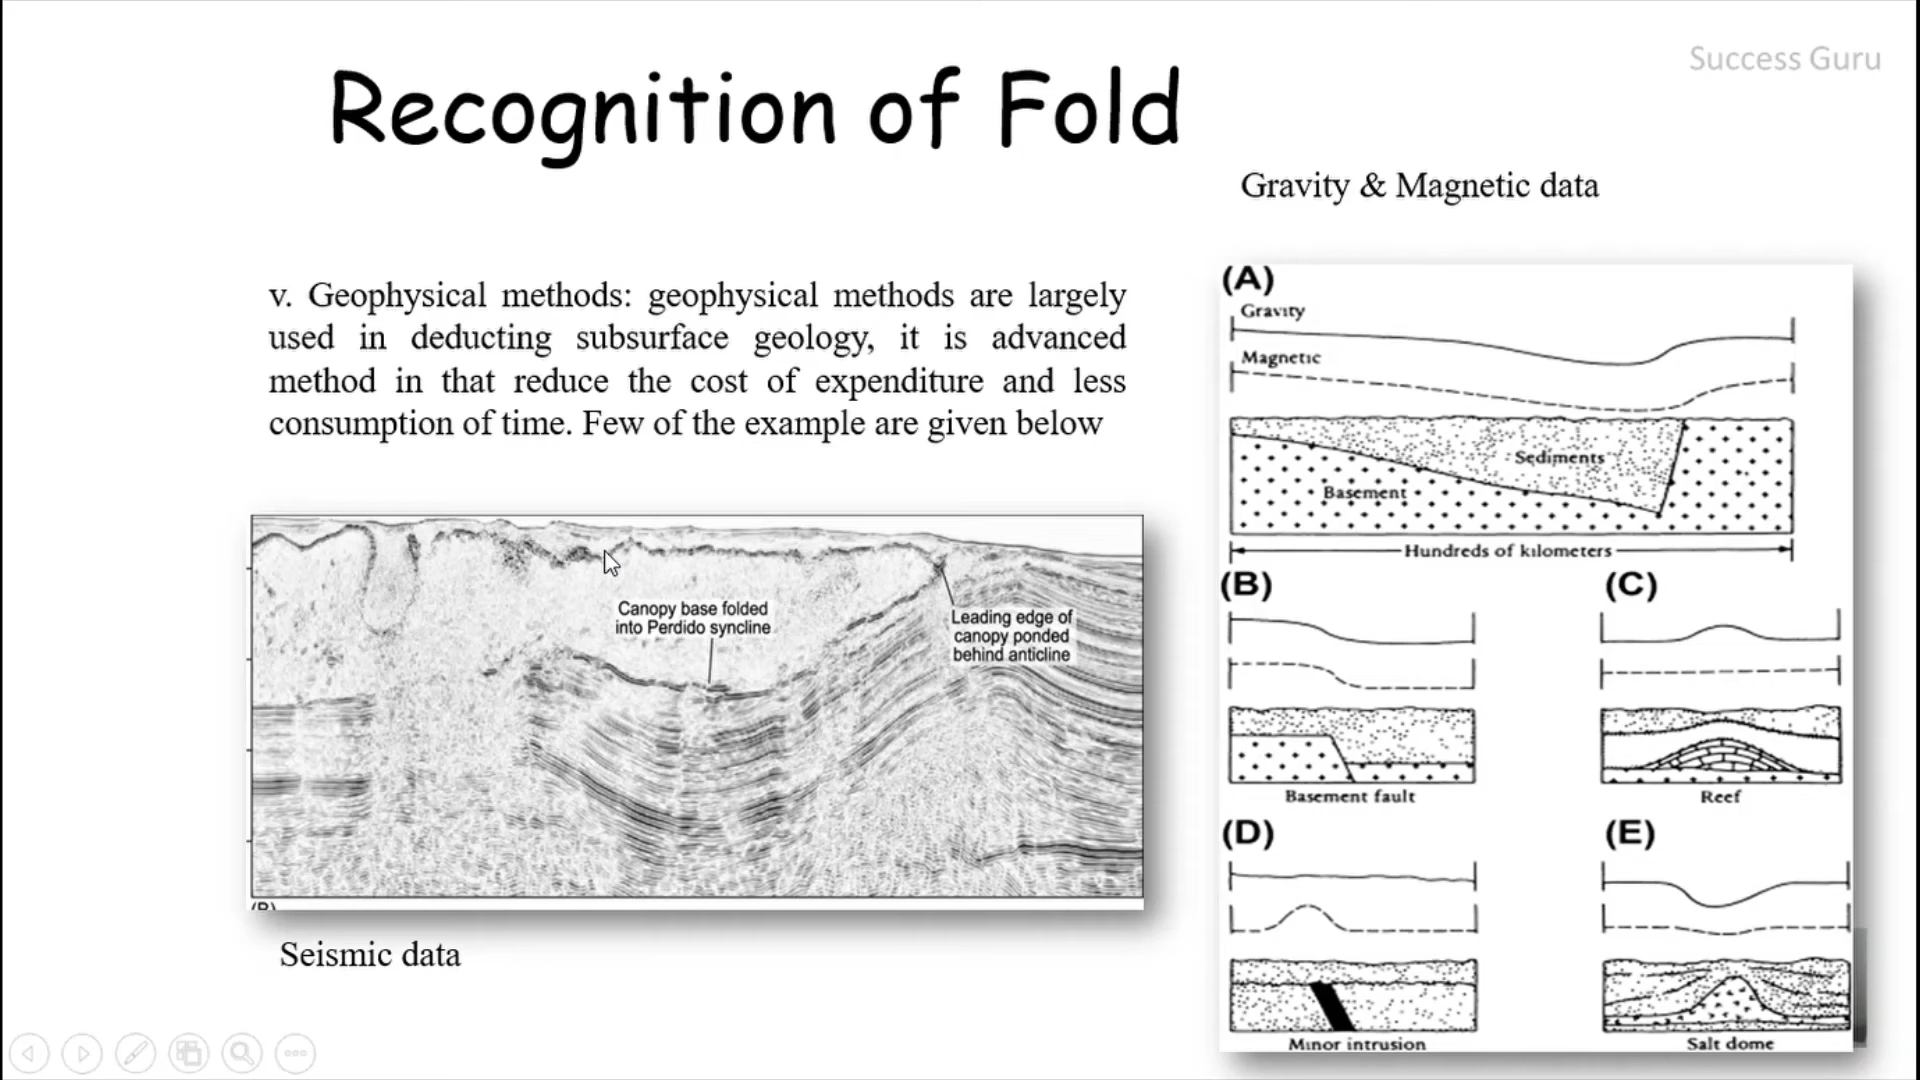 Success Guru
Recognition of Fold
Gravity & Magnetic data
v. Geophysical methods: geophysical methods are largely
used in deducting subsurface geology, it is advanced
method in that reduce the cost of expenditure and less
consumption of time. Few of the example are given below
Canopy base folded
into Perdido syncline
Leading edge of
canopy ponded
behind anticline
Seismic data
(A)
Gravity
Magnetic
Sediments
Basement
Hundreds of kilometers
(B)
(C)
Basement fault
Reef
(D)
(E)
Minor intrusion
Salt dome